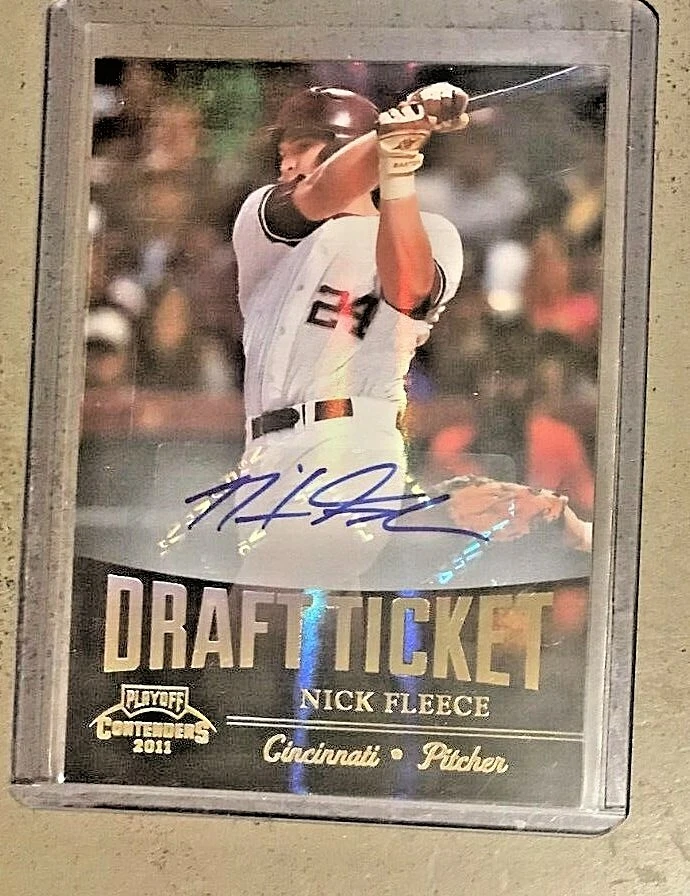 24
DRAFT TICKET
NICK FLEECE
PLAYOFF
CONTENDERS
2011
Cincinnati • Pitcher